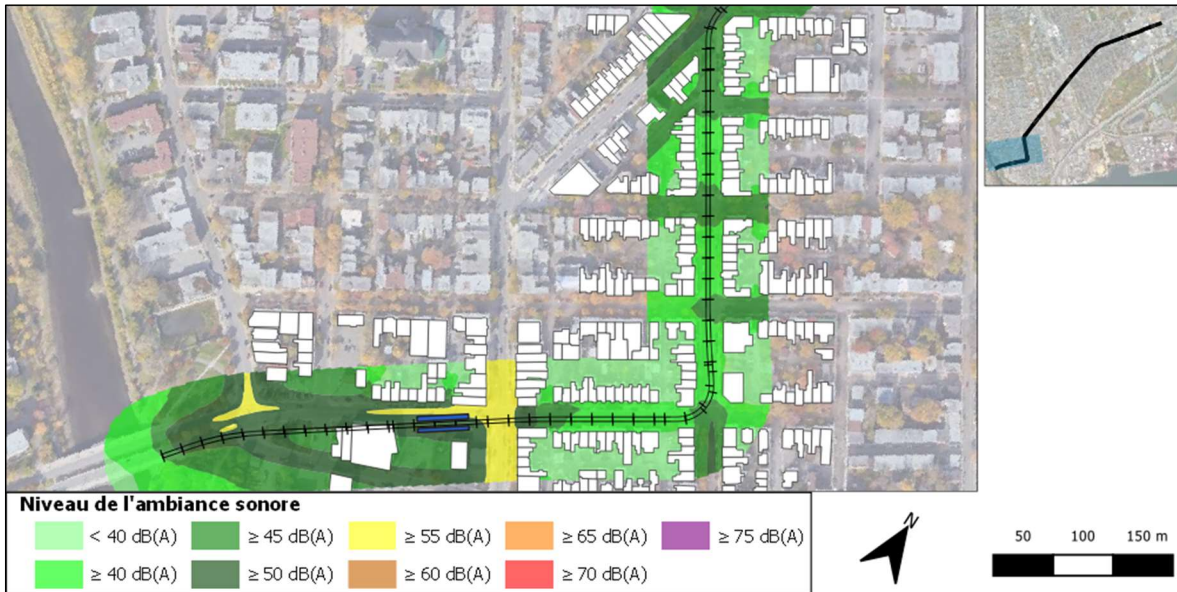 Niveau de l'ambiance sonore
< 40 dB(A) ≥ 45 dB(A) ≥ 55 dB(A) ≥ 65 dB(A) ≥ 75 dB(A)
≥ 40 dB(A) ≥ 50 dB(A) ≥ 60 dB(A) ≥ 70 dB(A)
N
50 100 150 m